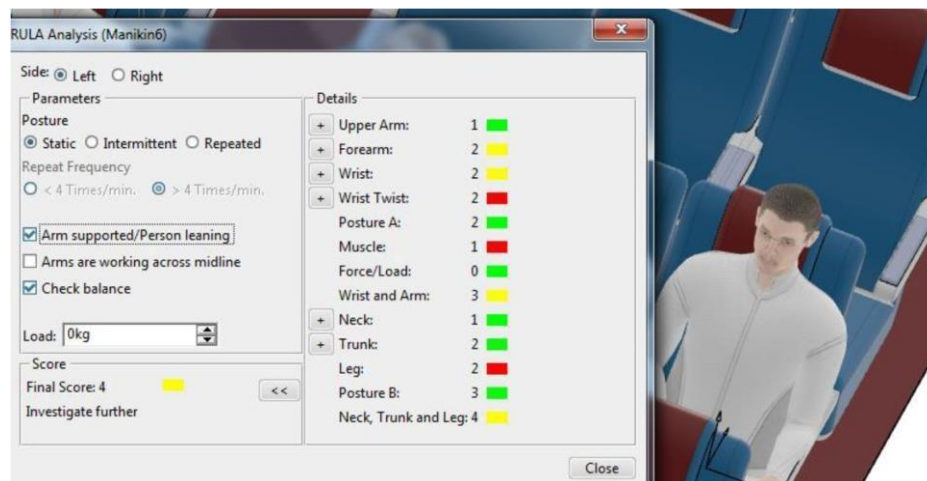 RULA Analysis (Manikin6)
Side: Left Right
Parameters
Posture
Static Intermittent Repeated
Repeat Frequency
< 4 Times/min. > 4 Times/min.
Arm supported/Person leaning
Arms are working across midline
Check balance
Load: 0kg
Score
Final Score: 4
<<
Investigate further
Details
+ Upper Arm: 1
+ Forearm: 2
+ Wrist: 2
+ Wrist Twist: 2
Posture A: 2
Muscle: 1
Force/Load: 0
Wrist and Arm: 3
+ Neck: 1
+ Trunk: 2
Leg: 2
Posture B: 3
Neck, Trunk and Leg: 4
Close